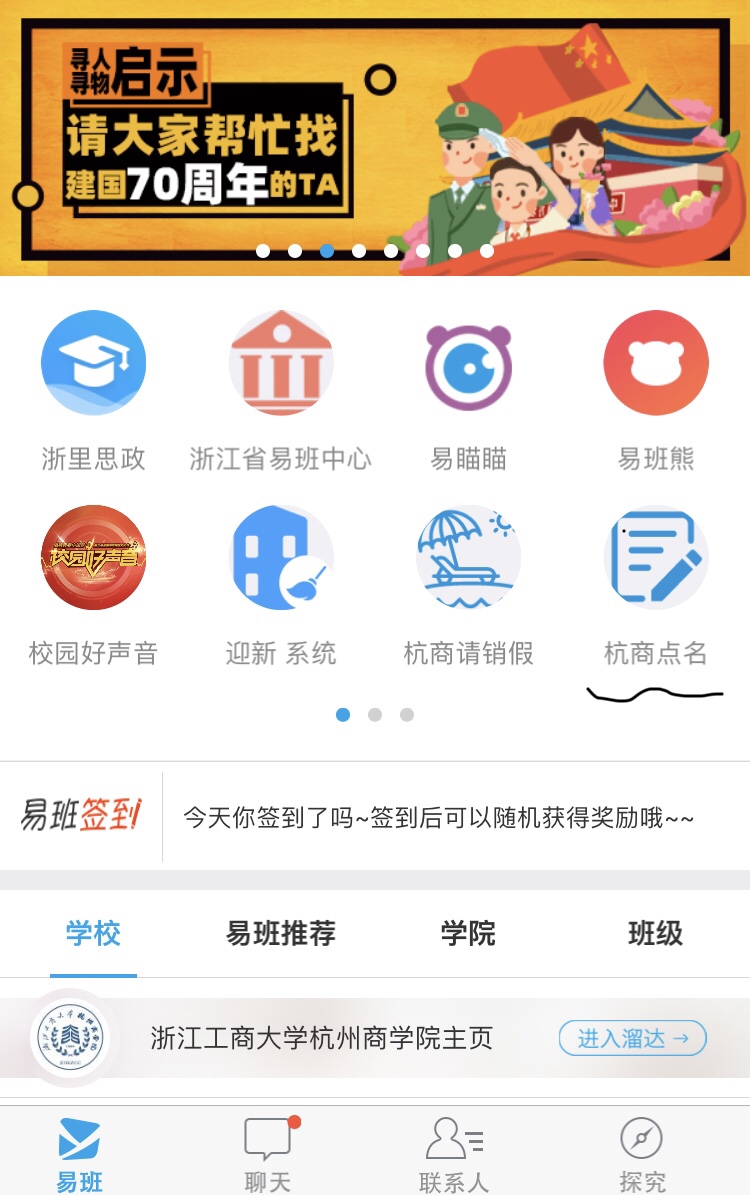 寻人
寻物
启示
请大家帮忙找
建国70周年的TA
浙里思政
浙江省易班中心
易瞄瞄
易班熊
校园好声音
校园好声音
迎新 系统
杭商请销假
杭商点名
易班签到
今天你签到了吗~签到后可以随机获得奖励哦~~
学校
易班推荐
学院
班级
浙江工商大学杭州商学院主页
进入溜达→
易班
聊天
联系人
探究